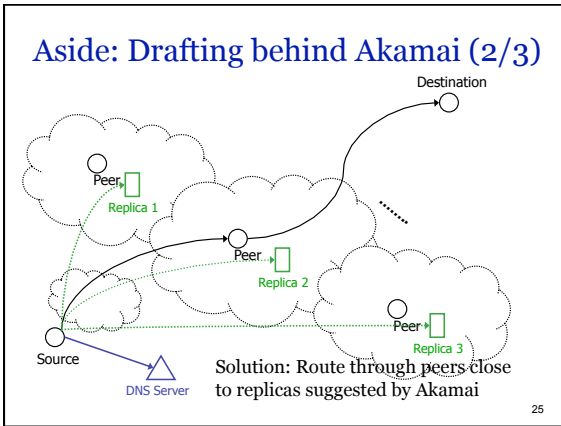 Aside: Drafting behind Akamai (2/3)
Destination
Peer
Replica 1
Peer
Replica 2
Peer
Replica 3
Source
DNS Server
Solution: Route through peers close
to replicas suggested by Akamai
25